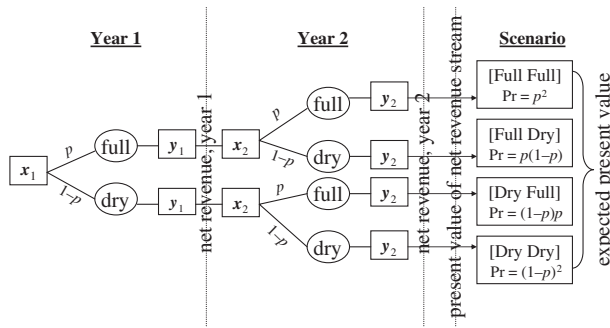 Year 1
Year 2
Scenario
x₁
p
1–p
full
dry
y₁
y₁
net revenue, year 1
x₂
x₂
p
1–p
p
1–p
full
dry
full
dry
y₂
y₂
y₂
y₂
net revenue, year 2
present value of net revenue stream
[Full Full]
Pr = p²
[Full Dry]
Pr = p(1–p)
[Dry Full]
Pr = (1–p)p
[Dry Dry]
Pr = (1–p)²
expected present value